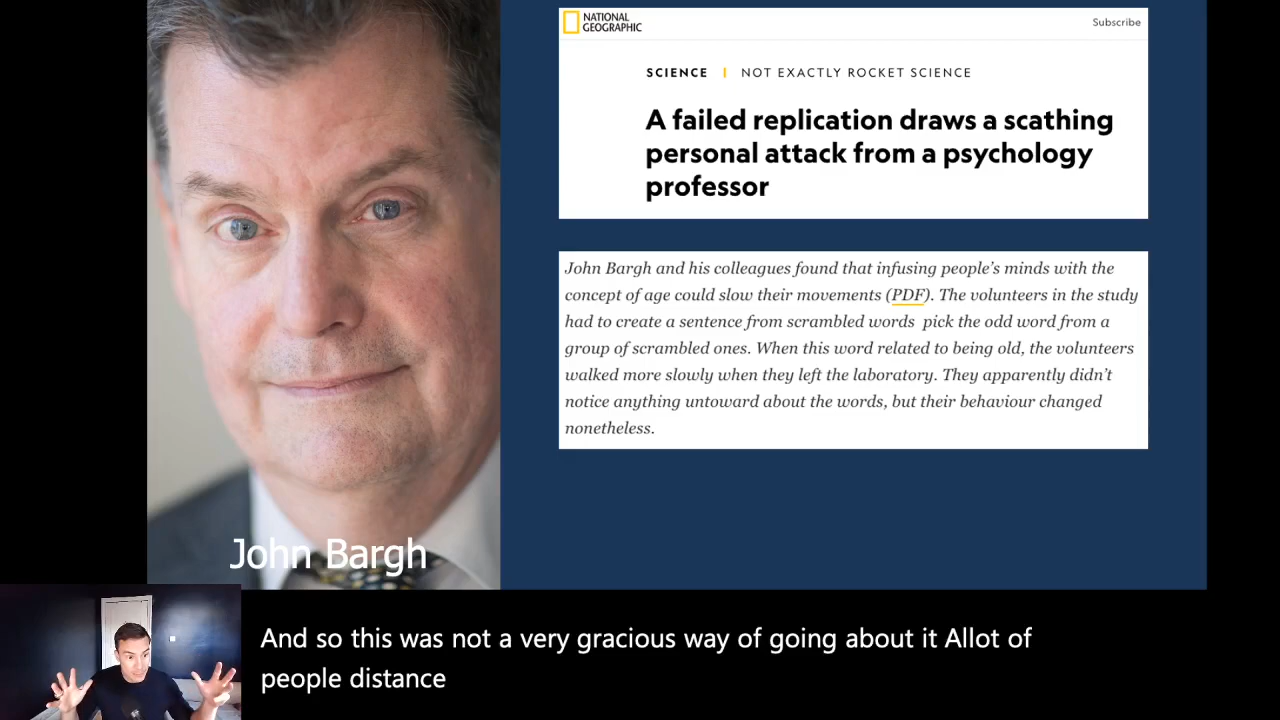 NATIONAL
GEOGRAPHIC
Subscribe
SCIENCE | NOT EXACTLY ROCKET SCIENCE
A failed replication draws a scathing
personal attack from a psychology
professor
John Bargh and his colleagues found that infusing people's minds with the
concept of age could slow their movements (PDF). The volunteers in the study
had to create a sentence from scrambled words pick the odd word from a
group of scrambled ones. When this word related to being old, the volunteers
walked more slowly when they left the laboratory. They apparently didn't
notice anything untoward about the words, but their behaviour changed
nonetheless.
John Bargh
And so this was not a very gracious way of going about it Allot of
people distance